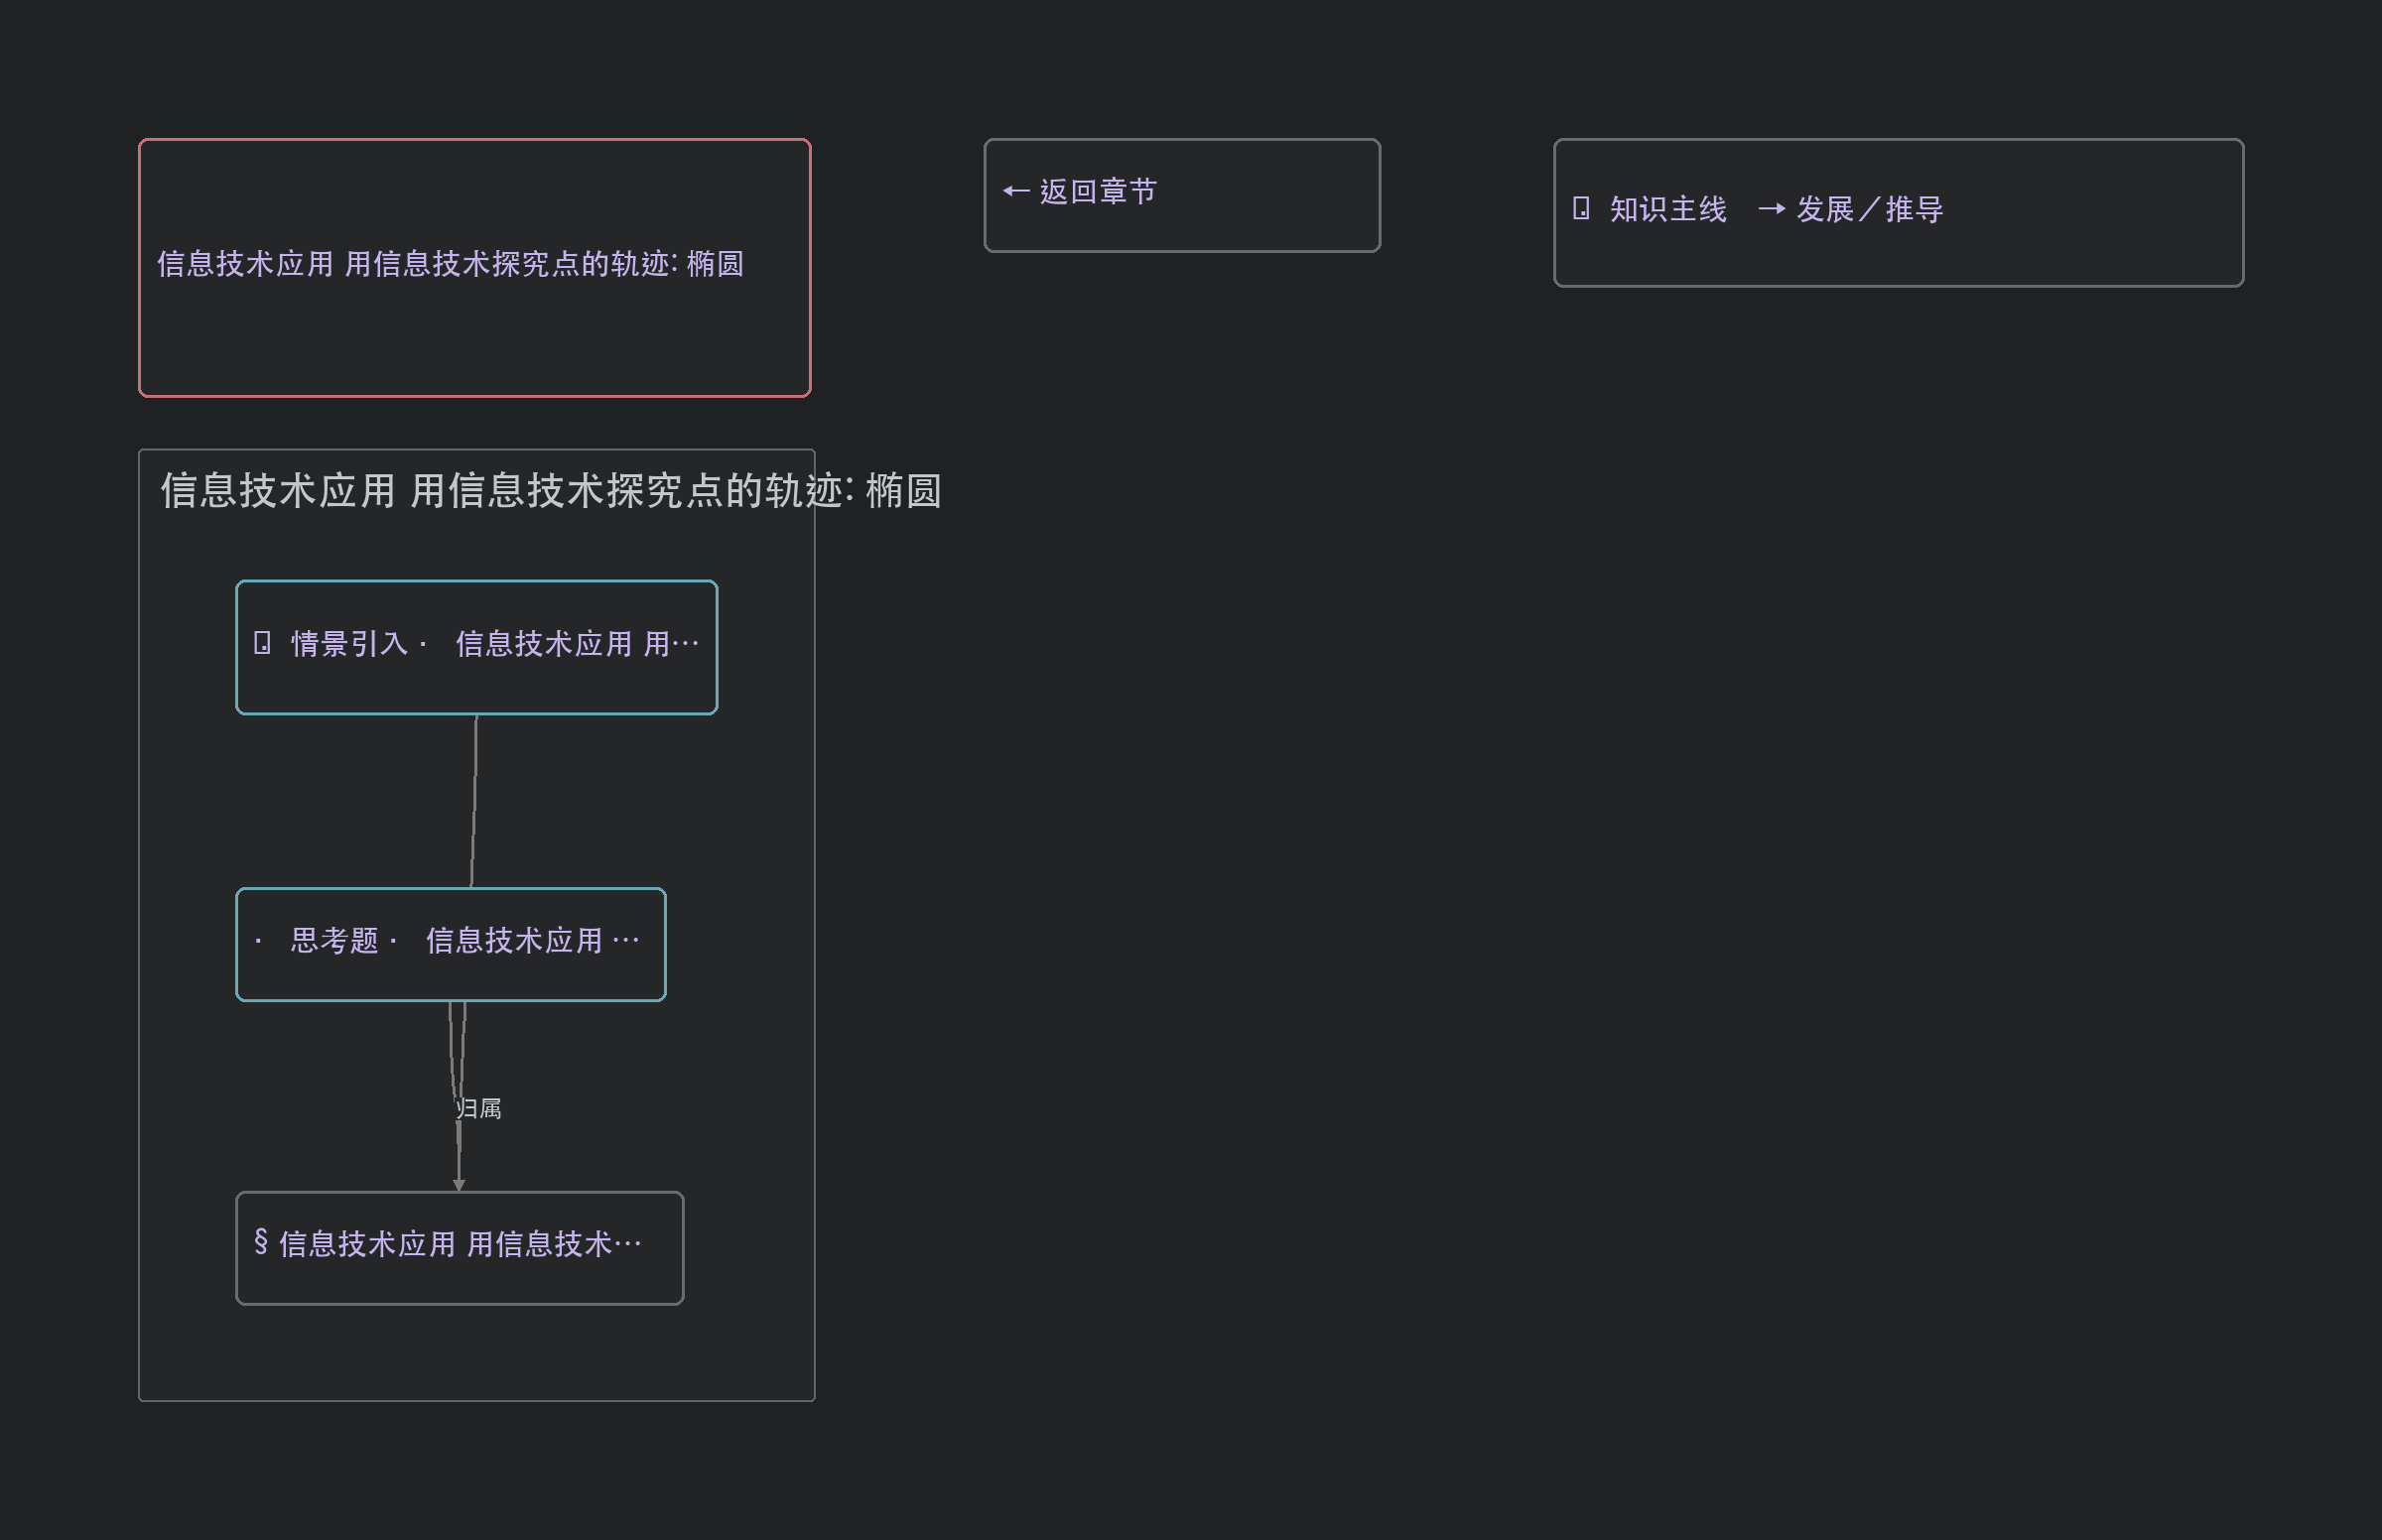 信息技术应用 用信息技术探究点的轨迹: 椭圆
← 返回章节
知识主线 → 发展／推导
信息技术应用 用信息技术探究点的轨迹: 椭圆
情景引入 · 信息技术应用 用…
· 思考题 · 信息技术应用 …
归属
§ 信息技术应用 用信息技术…